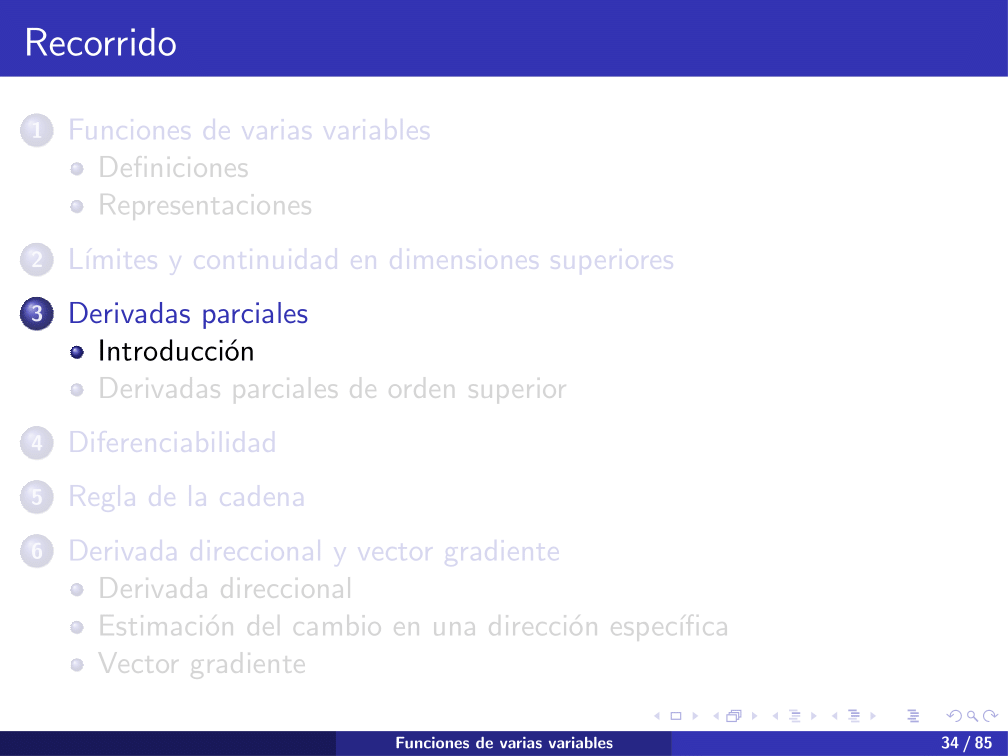 Recorrido
1 Funciones de varias variables
Definiciones
Representaciones
2 Límites y continuidad en dimensiones superiores
3 Derivadas parciales
Introducción
Derivadas parciales de orden superior
4 Diferenciabilidad
5 Regla de la cadena
6 Derivada direccional y vector gradiente
Derivada direccional
Estimación del cambio en una dirección específica
Vector gradiente
Funciones de varias variables 34 / 85